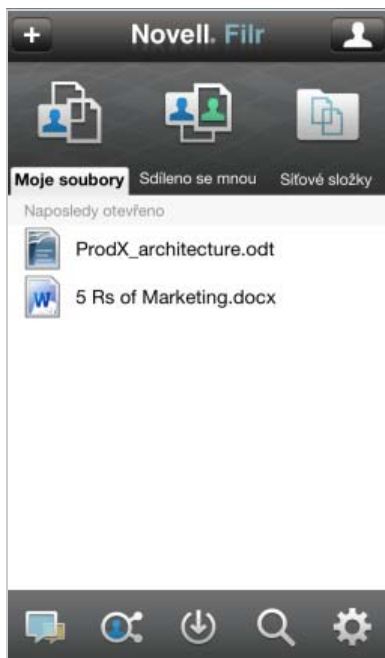 Novell. Filr
Moje soubory Sdíleno se mnou Síťové složky
Naposledy otevřeno
ProdX_architecture.odt
5 Rs of Marketing.docx